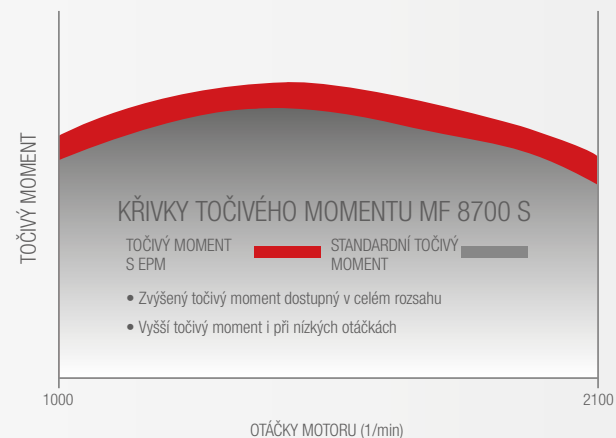 TOČIVÝ MOMENT
KŘIVKY TOČIVÉHO MOMENTU MF 8700 S
TOČIVÝ MOMENT
S EPM
STANDARDNÍ TOČIVÝ
MOMENT
• Zvýšený točivý moment dostupný v celém rozsahu
• Vyšší točivý moment i při nízkých otáčkách
1000
2100
OTÁČKY MOTORU (1/min)